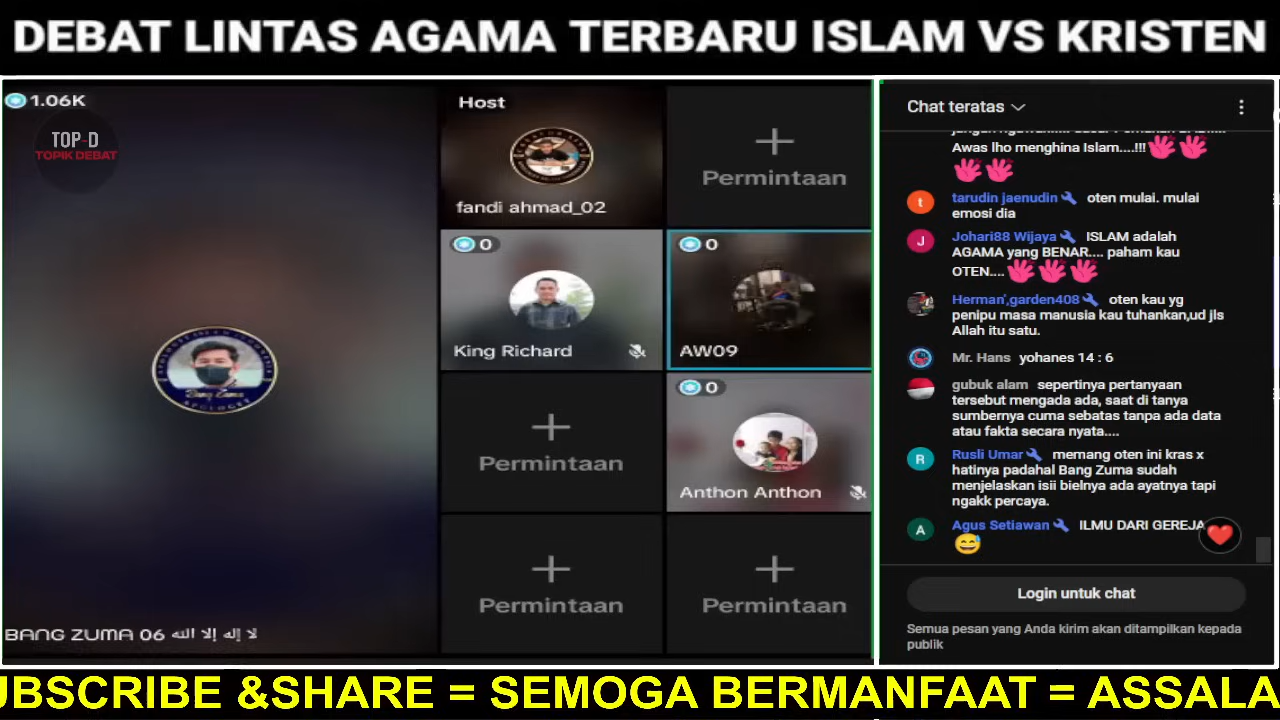 DEBAT LINTAS AGAMA TERBARU ISLAM VS KRISTEN
1.06K
TOP-D
TOPIK DEBAT
BANG ZUMA 06 لا إله إلا الله
Host
fandi ahmad_02
Permintaan
0
King Richard
0
AW09
Permintaan
0
Anthon Anthon
Permintaan
Permintaan
Chat teratas
Awas lho menghina Islam....!!!
tarudin jaenudin oten mulai. mulai
emosi dia
Johari88 Wijaya ISLAM adalah
AGAMA yang BENAR.... paham kau
OTEN....
Herman',garden408 oten kau yg
penipu masa manusia kau tuhankan,ud jls
Allah itu satu.
Mr. Hans yohanes 14 : 6
gubuk alam sepertinya pertanyaan
tersebut mengada ada, saat di tanya
sumbernya cuma sebatas tanpa ada data
atau fakta secara nyata....
Rusli Umar memang oten ini kras x
hatinya padahal Bang Zuma sudah
menjelaskan isii bielnya ada ayatnya tapi
ngakk percaya.
Agus Setiawan ILMU DARI GEREJA
Login untuk chat
Semua pesan yang Anda kirim akan ditampilkan kepada
publik
UBSCRIBE &SHARE = SEMOGA BERMANFAAT = ASSALA